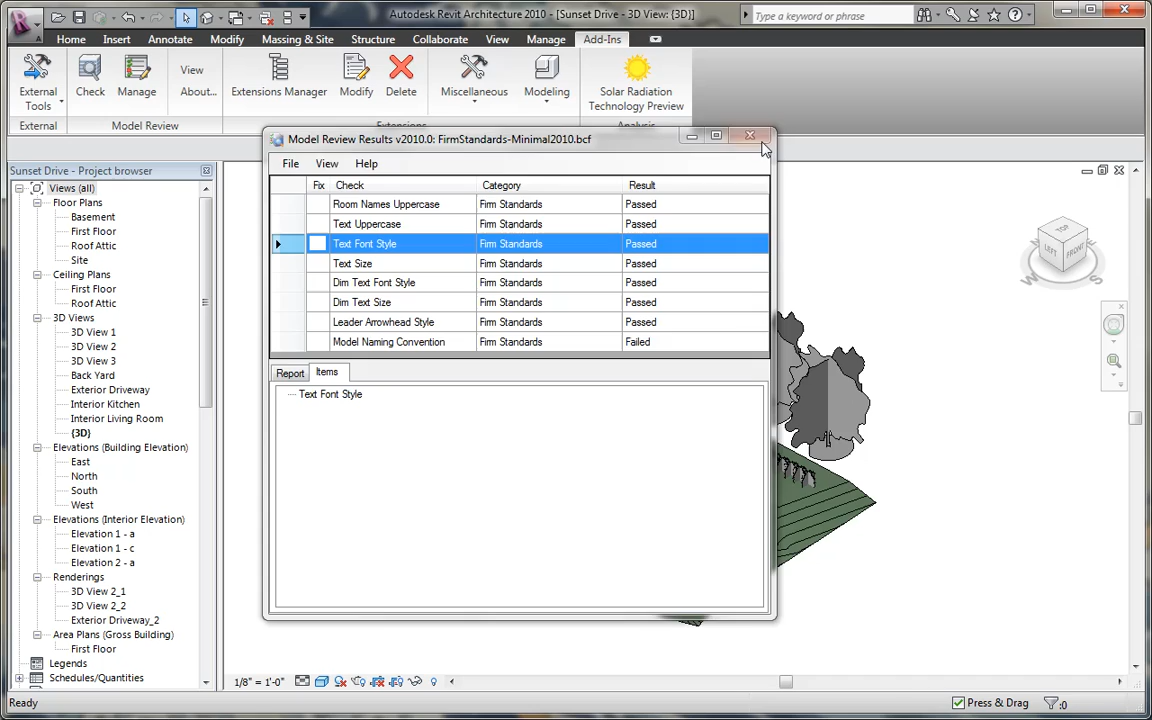 Autodesk Revit Architecture 2010 - [Sunset Drive - 3D View: {3D}]
Type a keyword or phrase
Home Insert Annotate Modify Massing & Site Structure Collaborate View Manage Add-Ins
External Tools
Check
Manage
View
About...
Extensions Manager
Modify
Delete
Miscellaneous
Modeling
Solar Radiation
Technology Preview
External Model Review Extensions Analysis
Sunset Drive - Project browser
Views (all)
Floor Plans
Basement
First Floor
Roof Attic
Site
Ceiling Plans
First Floor
Roof Attic
3D Views
3D View 1
3D View 2
3D View 3
Back Yard
Exterior Driveway
Interior Kitchen
Interior Living Room
{3D}
Elevations (Building Elevation)
East
North
South
West
Elevations (Interior Elevation)
Elevation 1 - a
Elevation 1 - c
Elevation 2 - a
Renderings
3D View 2_1
3D View 2_2
Exterior Driveway_2
Area Plans (Gross Building)
First Floor
Legends
Schedules/Quantities
Model Review Results v2010.0: FirmStandards-Minimal2010.bcf
File View Help
Fix Check Category Result
Room Names Uppercase Firm Standards Passed
Text Uppercase Firm Standards Passed
Text Font Style Firm Standards Passed
Text Size Firm Standards Passed
Dim Text Font Style Firm Standards Passed
Dim Text Size Firm Standards Passed
Leader Arrowhead Style Firm Standards Passed
Model Naming Convention Firm Standards Failed
Report Items
Text Font Style
TOP
LEFT FRONT
W S
1/8" = 1'-0"
Ready
Press & Drag
:0